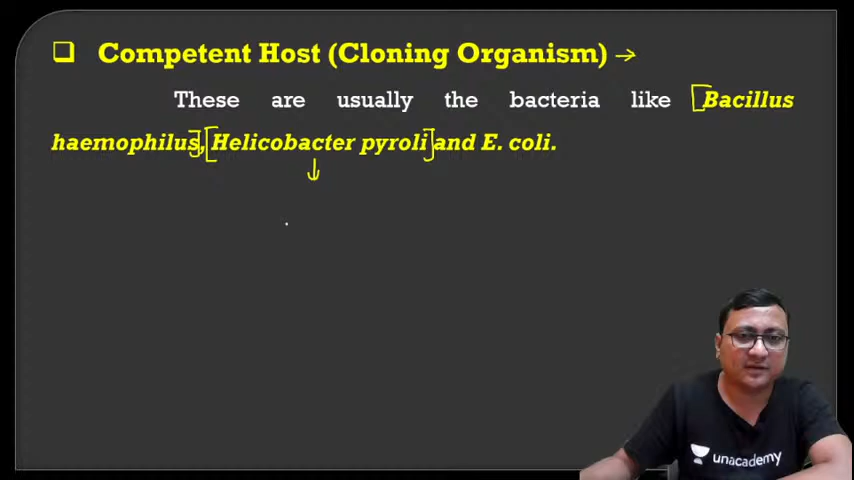 Competent Host (Cloning Organism) →
These are usually the bacteria like [Bacillus
haemophilus], [Helicobacter pyroli] and E. coli.
unacademy